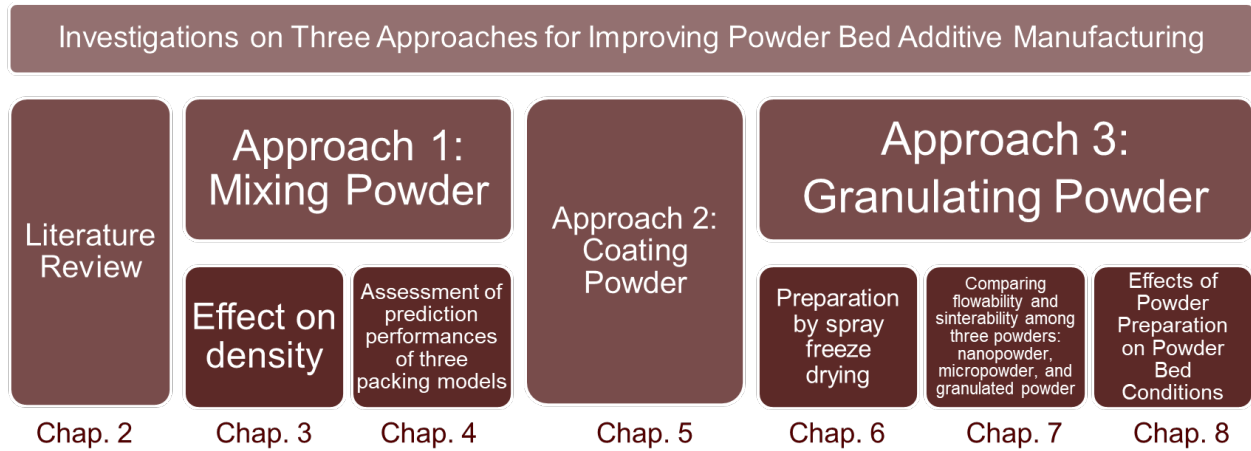 Investigations on Three Approaches for Improving Powder Bed Additive Manufacturing
Literature
Review
Approach 1:
Mixing Powder
Effect on
density
Assessment of
prediction
performances
of three
packing models
Approach 2:
Coating
Powder
Approach 3:
Granulating Powder
Preparation
by spray
freeze
drying
Comparing
flowability and
sinterability among
three powders:
nanopowder,
micropowder, and
granulated powder
Effects of
Powder
Preparation
on Powder
Bed
Conditions
Chap. 2
Chap. 3
Chap. 4
Chap. 5
Chap. 6
Chap. 7
Chap. 8